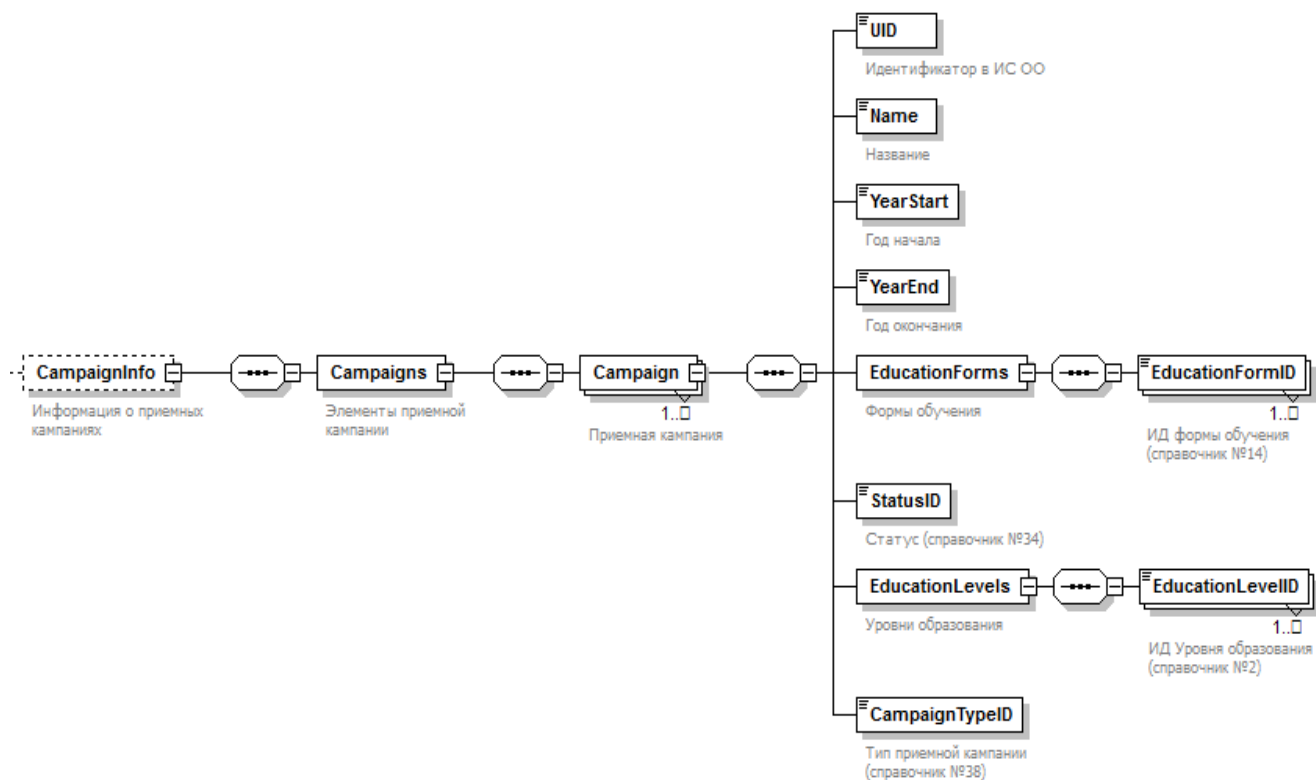 UID
Идентификатор в ИС ОО
Name
Название
YearStart
Год начала
YearEnd
Год окончания
CampaignInfo
Информация о приемных
кампаниях
Campaigns
Элементы приемной
кампании
Campaign
1..□
Приемная кампания
EducationForms
Формы обучения
EducationFormID
1..□
ИД формы обучения
(справочник №14)
StatusID
Статус (справочник №34)
EducationLevels
Уровни образования
EducationLevelID
1..□
ИД Уровня образования
(справочник №2)
CampaignTypeID
Тип приемной кампании
(справочник №38)